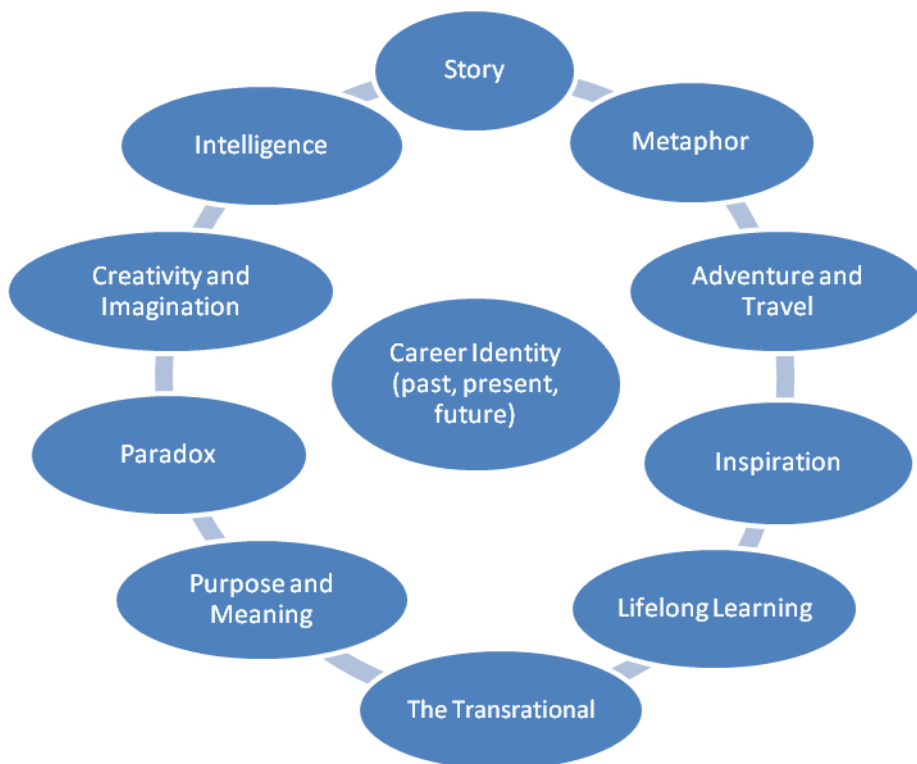 Story
Metaphor
Adventure and
Travel
Inspiration
Lifelong Learning
The Transrational
Purpose and
Meaning
Paradox
Creativity and
Imagination
Intelligence
Career Identity
(past, present,
future)